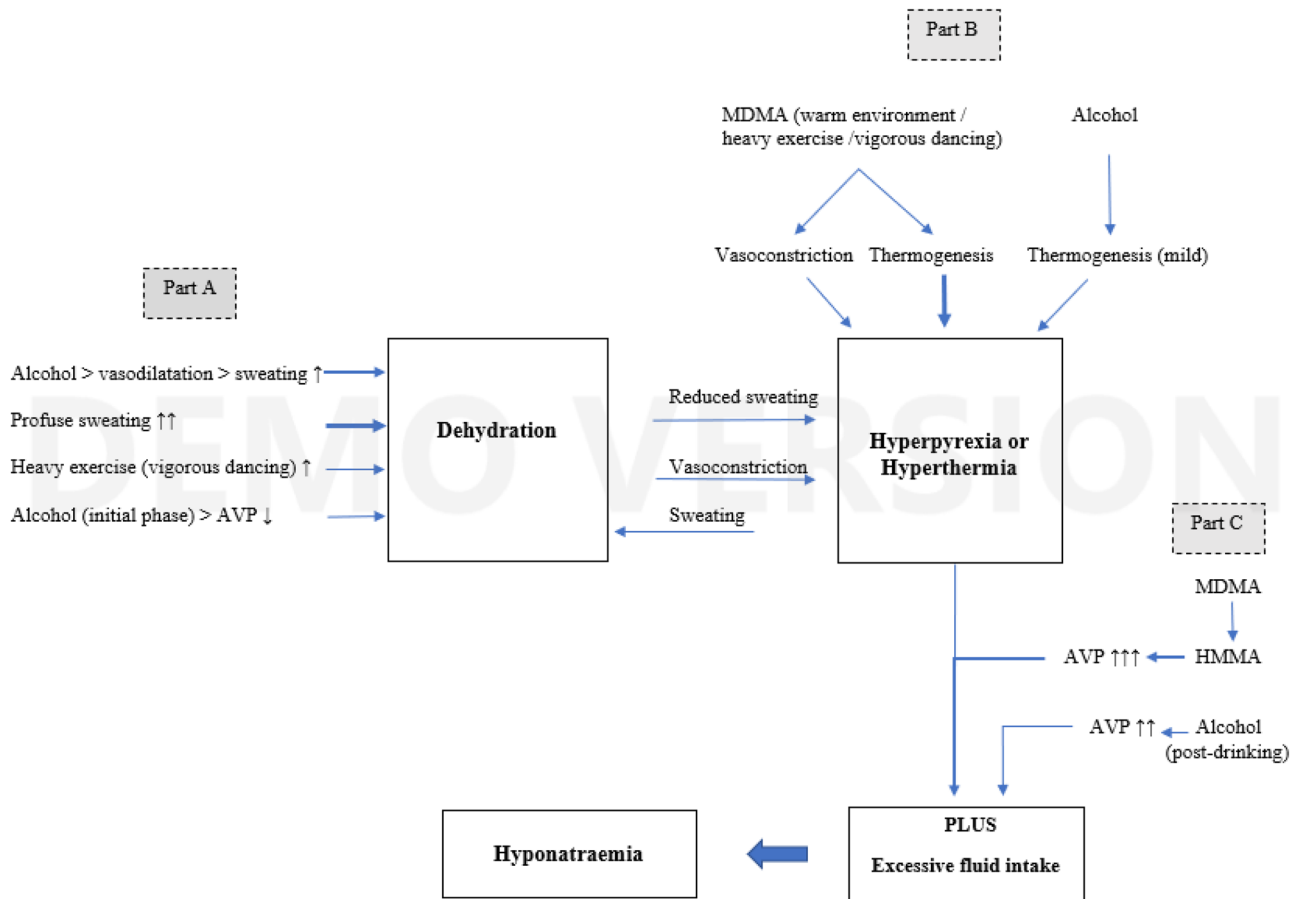 Part B
MDMA (warm environment /
heavy exercise /vigorous dancing)
Alcohol
Vasoconstriction
Thermogenesis
Thermogenesis (mild)
Part A
Alcohol > vasodilatation > sweating ↑
Profuse sweating ↑↑
Heavy exercise (vigorous dancing) ↑
Alcohol (initial phase) > AVP ↓
Dehydration
Reduced sweating
Vasoconstriction
Sweating
Hyperpyrexia or
Hyperthermia
DEMO VERSION
Part C
MDMA
AVP ↑↑↑
HMMA
AVP ↑↑
Alcohol
(post-drinking)
PLUS
Excessive fluid intake
Hyponatraemia